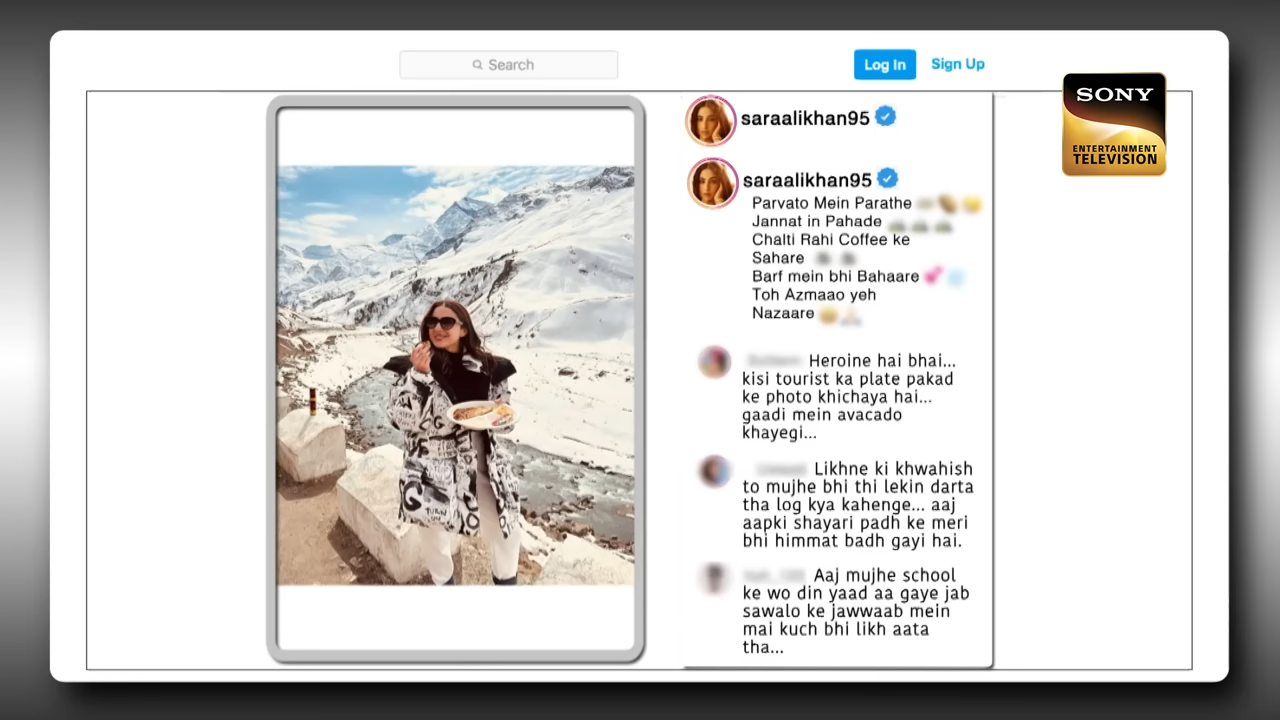 Search
Log In
Sign Up
SONY
ENTERTAINMENT
TELEVISION
saraalikhan95
saraalikhan95
Parvato Mein Parathe
Jannat in Pahade
Chalti Rahi Coffee ke
Sahare
Barf mein bhi Bahaare
Toh Azmaao yeh
Nazaare
Heroine hai bhai...
kisi tourist ka plate pakad
ke photo khichaya hai...
gaadi mein avacado
khayegi...
Likhne ki khwahish
to mujhe bhi thi lekin darta
tha log kya kahenge... aaj
aapki shayari padh ke meri
bhi himmat badh gayi hai.
Aaj mujhe school
ke wo din yaad aa gaye jab
sawalo ke jawwaab mein
mai kuch bhi likh aata
tha...